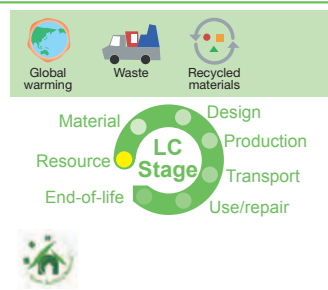 Global
warming
Waste
Recycled
materials
Material
Design
Production
Resource
LC
Stage
Transport
End-of-life
Use/repair